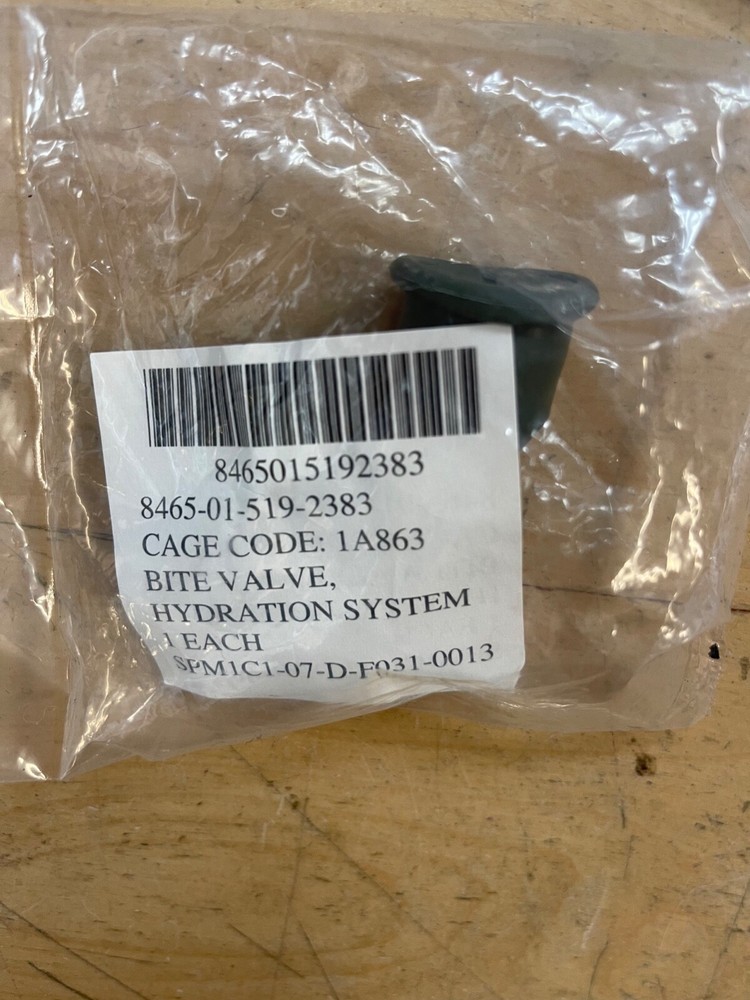 8465015192383
8465-01-519-2383
CAGE CODE: 1A863
BITE VALVE,
HYDRATION SYSTEM
1 EACH
SPM1C1-07-D-F031-0013